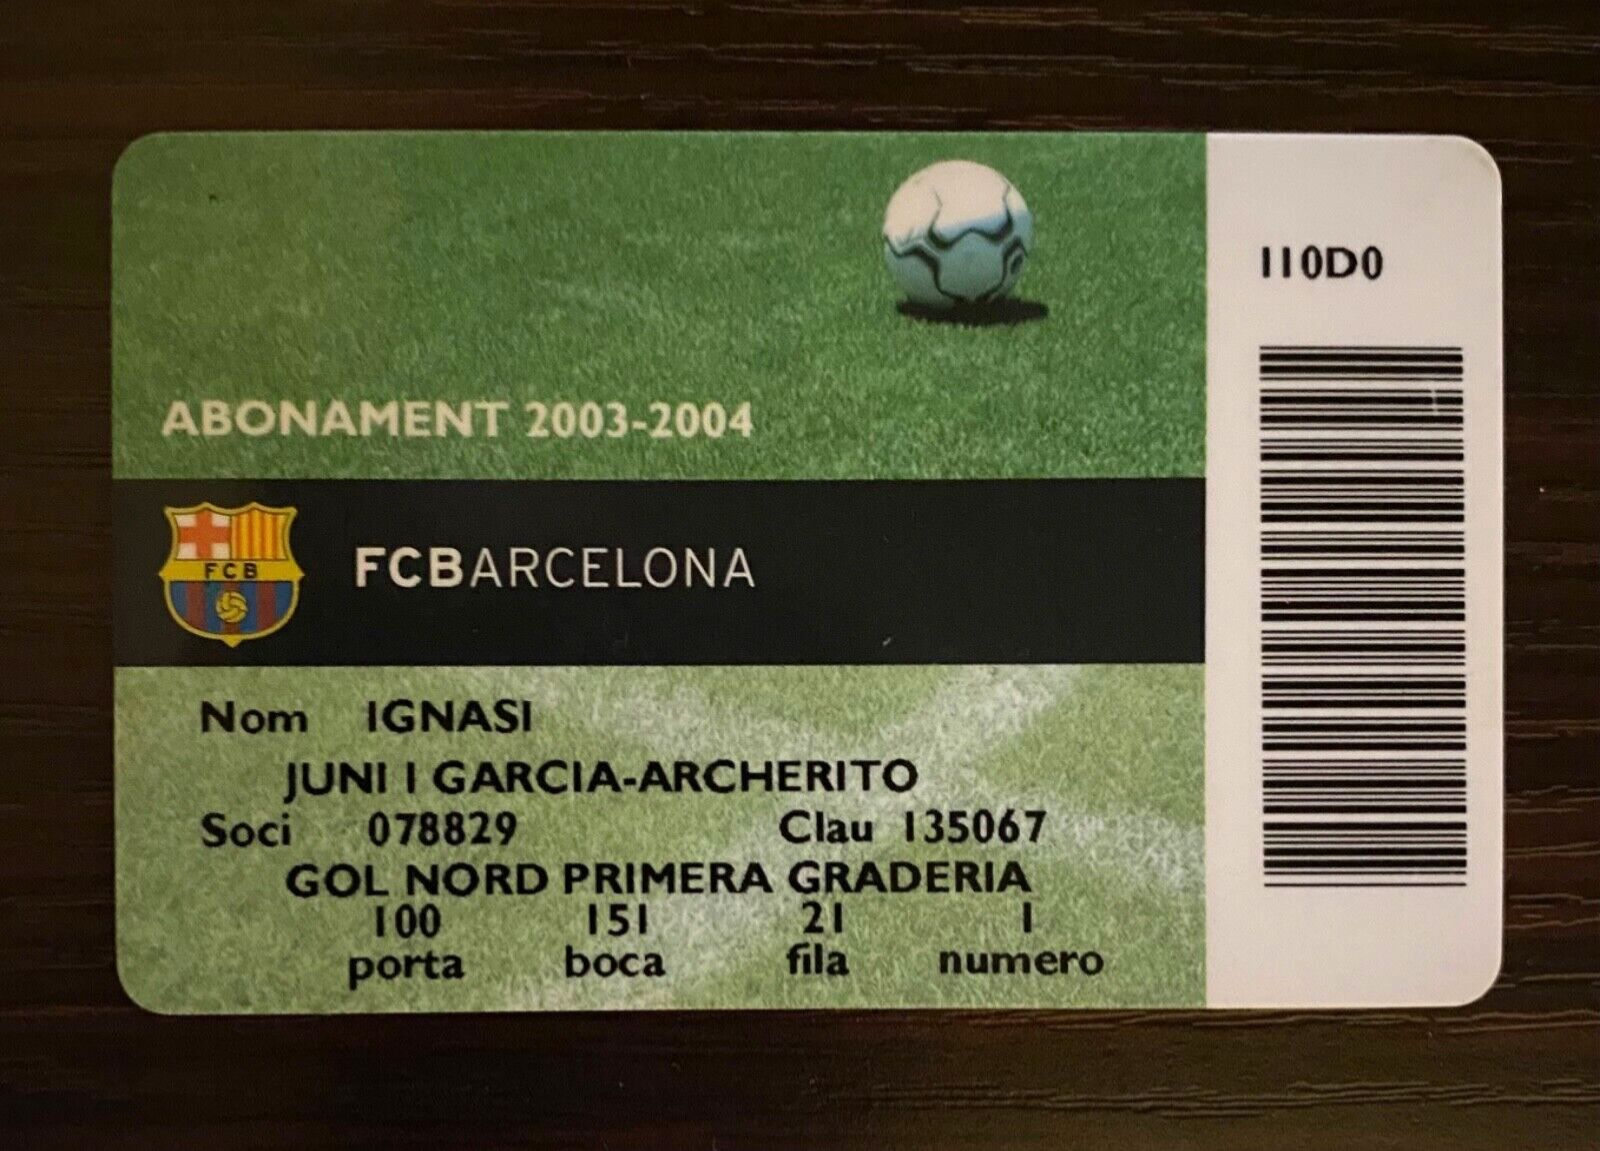 ABONAMENT 2003-2004
FCB
FCBARCELONA
Nom IGNASI
JUNI I GARCIA-ARCHERITO
Soci 078829 Clau 135067
GOL NORD PRIMERA GRADERIA
100 151 21 1
porta boca fila numero
110D0